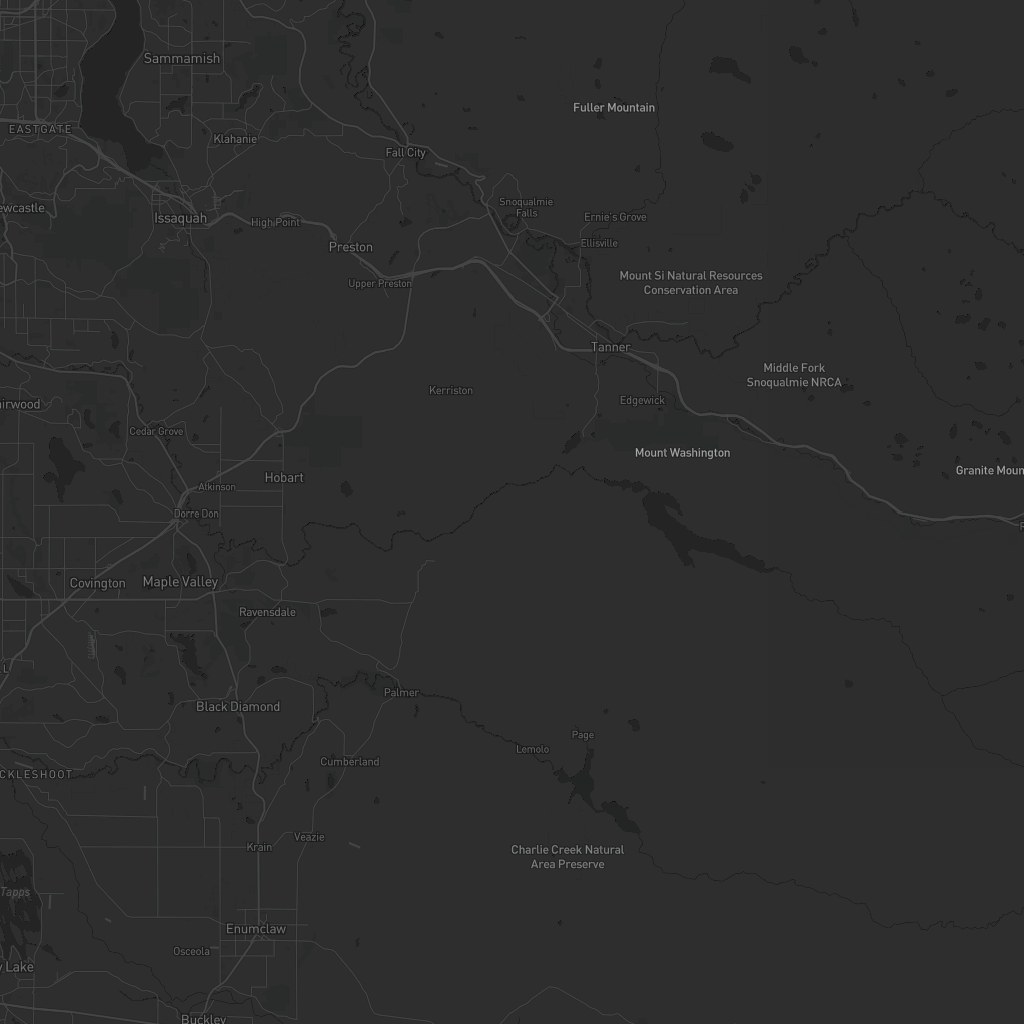 Sammamish
Fuller Mountain
EASTGATE
Klahanie
Fall City
Snoqualmie
Falls
ewcastle
Issaquah
High Point
Ernie's Grove
Preston
Ellisville
Upper Preston
Mount Si Natural Resources
Conservation Area
Tanner
Middle Fork
Snoqualmie NRCA
Kerriston
Edgewick
airwood
Cedar Grove
Mount Washington
Granite Moun
Hobart
Atkinson
Dorre Don
Covington
Maple Valley
Ravensdale
L
Palmer
Black Diamond
Page
Lemolo
Cumberland
CKLESHOOT
Veazie
Krain
Charlie Creek Natural
Area Preserve
Tapps
Enumclaw
Osceola
y Lake
Buckley